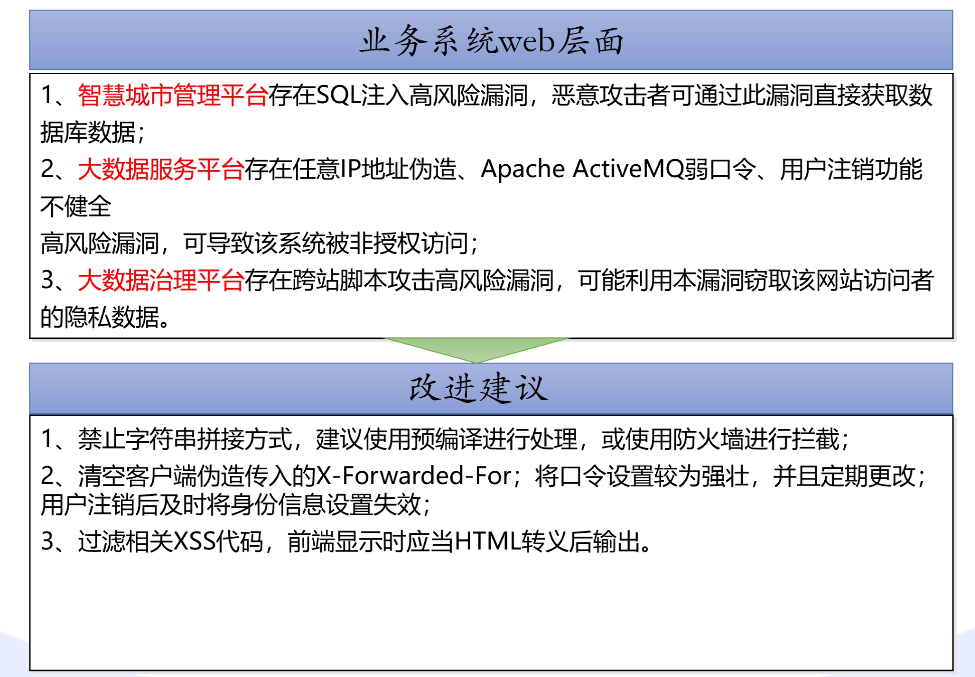 业务系统web层面
1、智慧城市管理平台存在SQL注入高风险漏洞，恶意攻击者可通过此漏洞直接获取数
据库数据；
2、大数据服务平台存在任意IP地址伪造、Apache ActiveMQ弱口令、用户注销功能
不健全
高风险漏洞，可导致该系统被非授权访问；
3、大数据治理平台存在跨站脚本攻击高风险漏洞，可能利用本漏洞窃取该网站访问者
的隐私数据。
改进建议
1、禁止字符串拼接方式，建议使用预编译进行处理，或使用防火墙进行拦截；
2、清空客户端伪造传入的X-Forwarded-For；将口令设置较为强壮，并且定期更改；
用户注销后及时将身份信息设置失效；
3、过滤相关XSS代码，前端显示时应当HTML转义后输出。